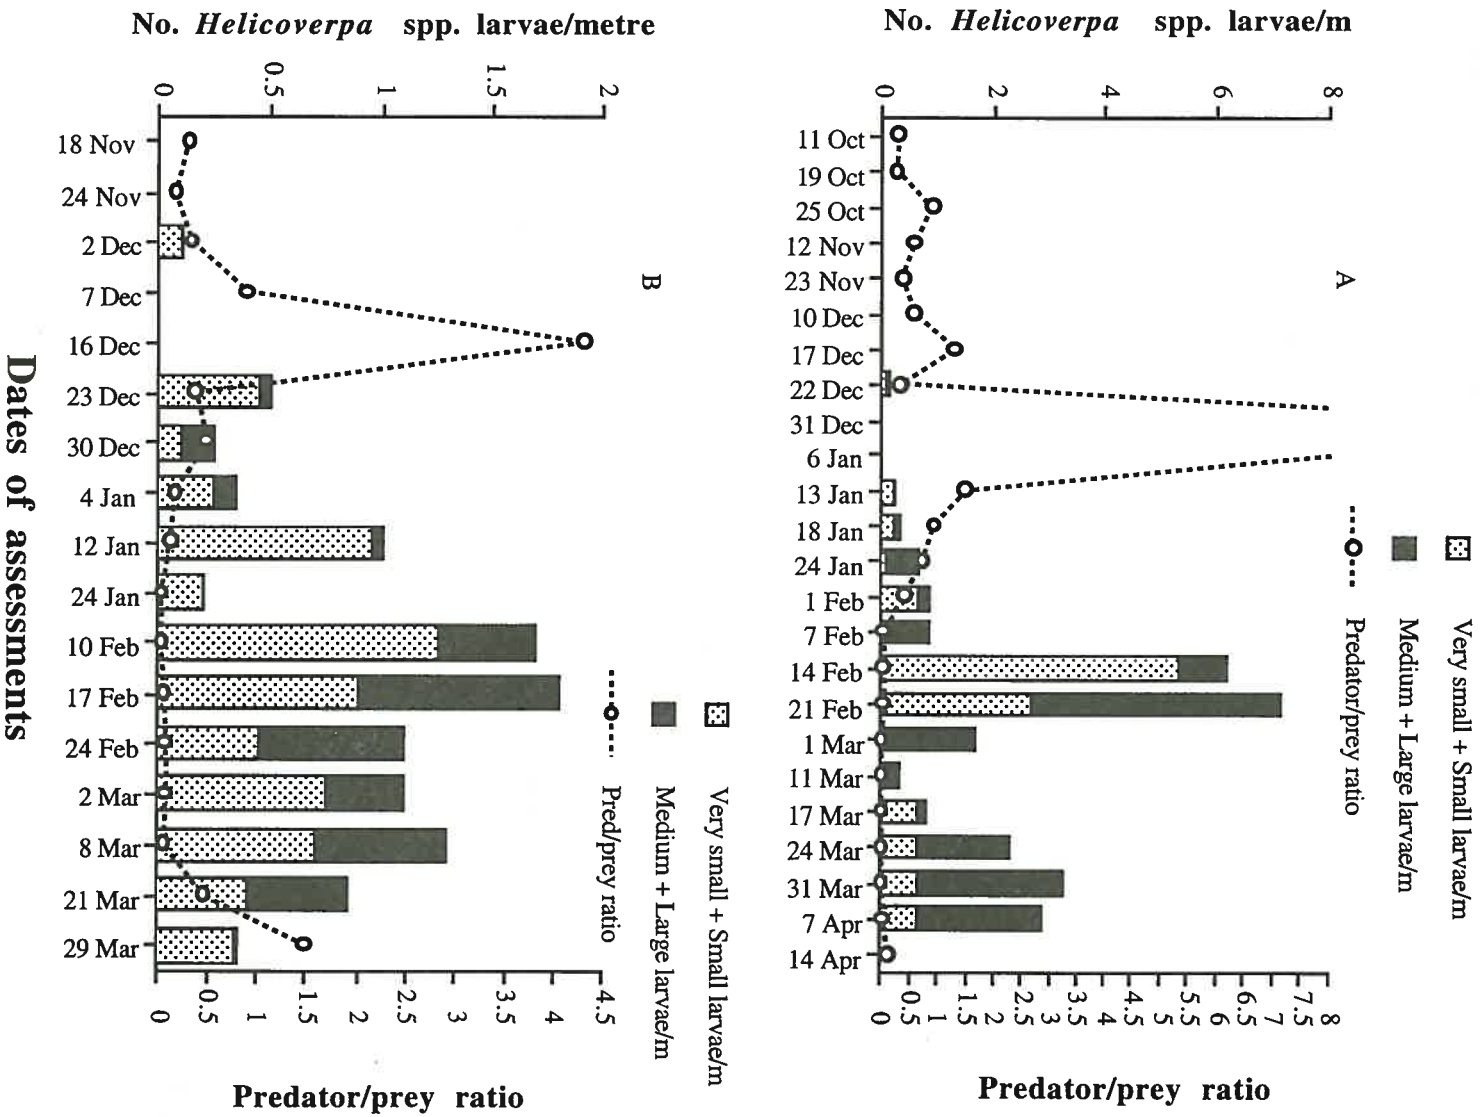 No. Helicoverpa spp. larvae/metre
0
0.5
1
1.5
2
18 Nov
24 Nov
2 Dec
7 Dec
16 Dec
23 Dec
30 Dec
4 Jan
12 Jan
24 Jan
10 Feb
17 Feb
24 Feb
2 Mar
8 Mar
21 Mar
29 Mar
B
Very small + Small larvae/m
Medium + Large larvae/m
Pred/prey ratio
0
0.5
1
1.5
2
2.5
3
3.5
4
4.5
Predator/prey ratio
Dates of assessments
No. Helicoverpa spp. larvae/m
0
2
4
6
8
11 Oct
19 Oct
25 Oct
12 Nov
23 Nov
10 Dec
17 Dec
22 Dec
31 Dec
6 Jan
13 Jan
18 Jan
24 Jan
1 Feb
7 Feb
14 Feb
21 Feb
1 Mar
11 Mar
17 Mar
24 Mar
31 Mar
7 Apr
14 Apr
A
Very small + Small larvae/m
Medium + Large larvae/m
Predator/prey ratio
0
0.5
1
1.5
2
2.5
3
3.5
4
4.5
5
5.5
6
6.5
7
7.5
8
Predator/prey ratio